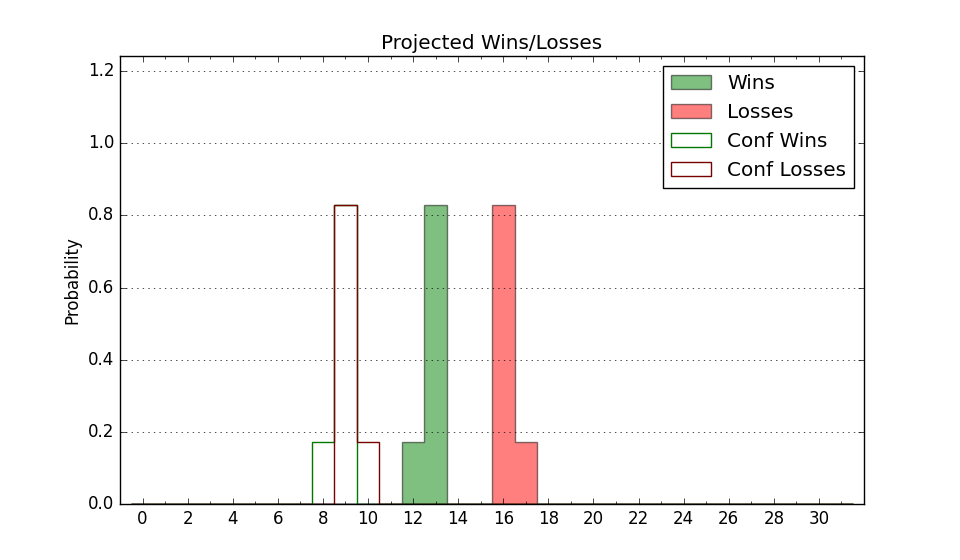 Projected Wins/Losses
1.2
1.0
0.8
0.6
0.4
0.2
0.0
Probability
Wins
Losses
Conf Wins
Conf Losses
0 2 4 6 8 10 12 14 16 18 20 22 24 26 28 30